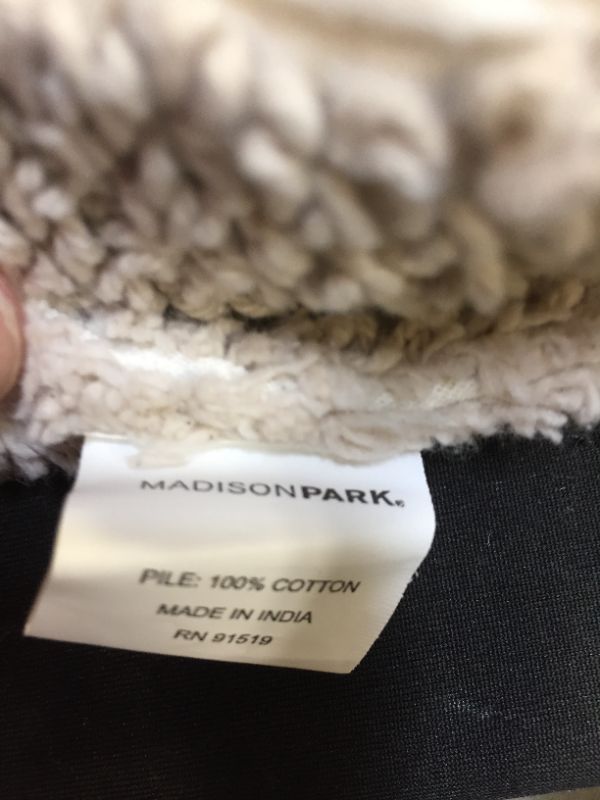 MADISONPARK®
PILE: 100% COTTON
MADE IN INDIA
RN 91519